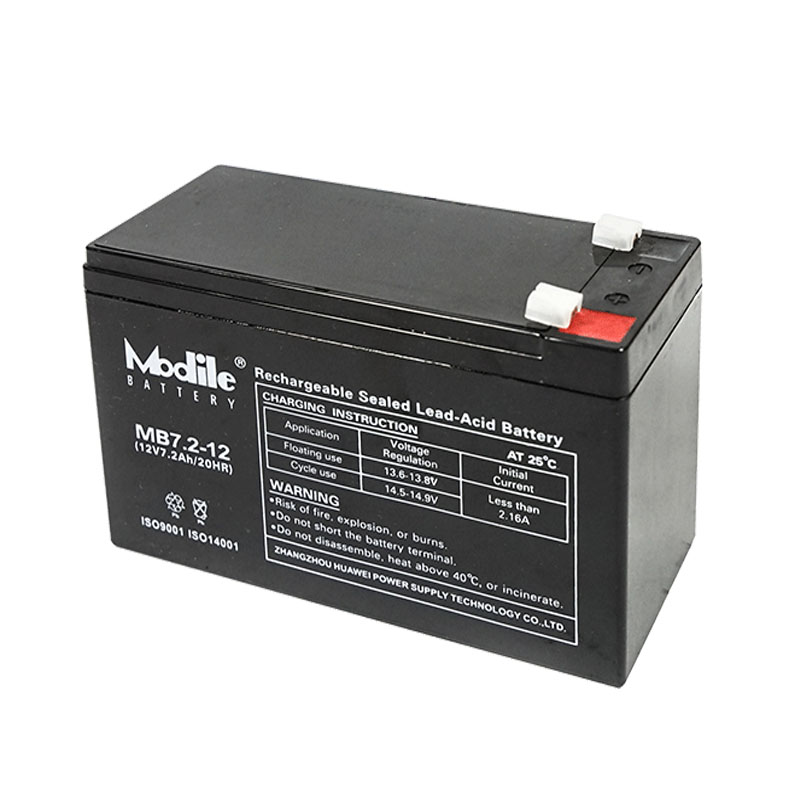 Modile®
BATTERY
MB7.2-12
(12V7.2Ah/20HR)
Pb Pb
ISO9001 ISO14001
Rechargeable Sealed Lead-Acid Battery
CHARGING INSTRUCTION AT 25°C
Application Voltage Regulation Initial Current
Floating use 13.6-13.8V Less than 2.16A
Cycle use 14.5-14.9V
WARNING
•Risk of fire, explosion, or burns.
•Do not short the battery terminal.
•Do not disassemble, heat above 40°C, or incinerate.
ZHANGZHOU HUAWEI POWER SUPPLY TECHNOLOGY CO.,LTD.